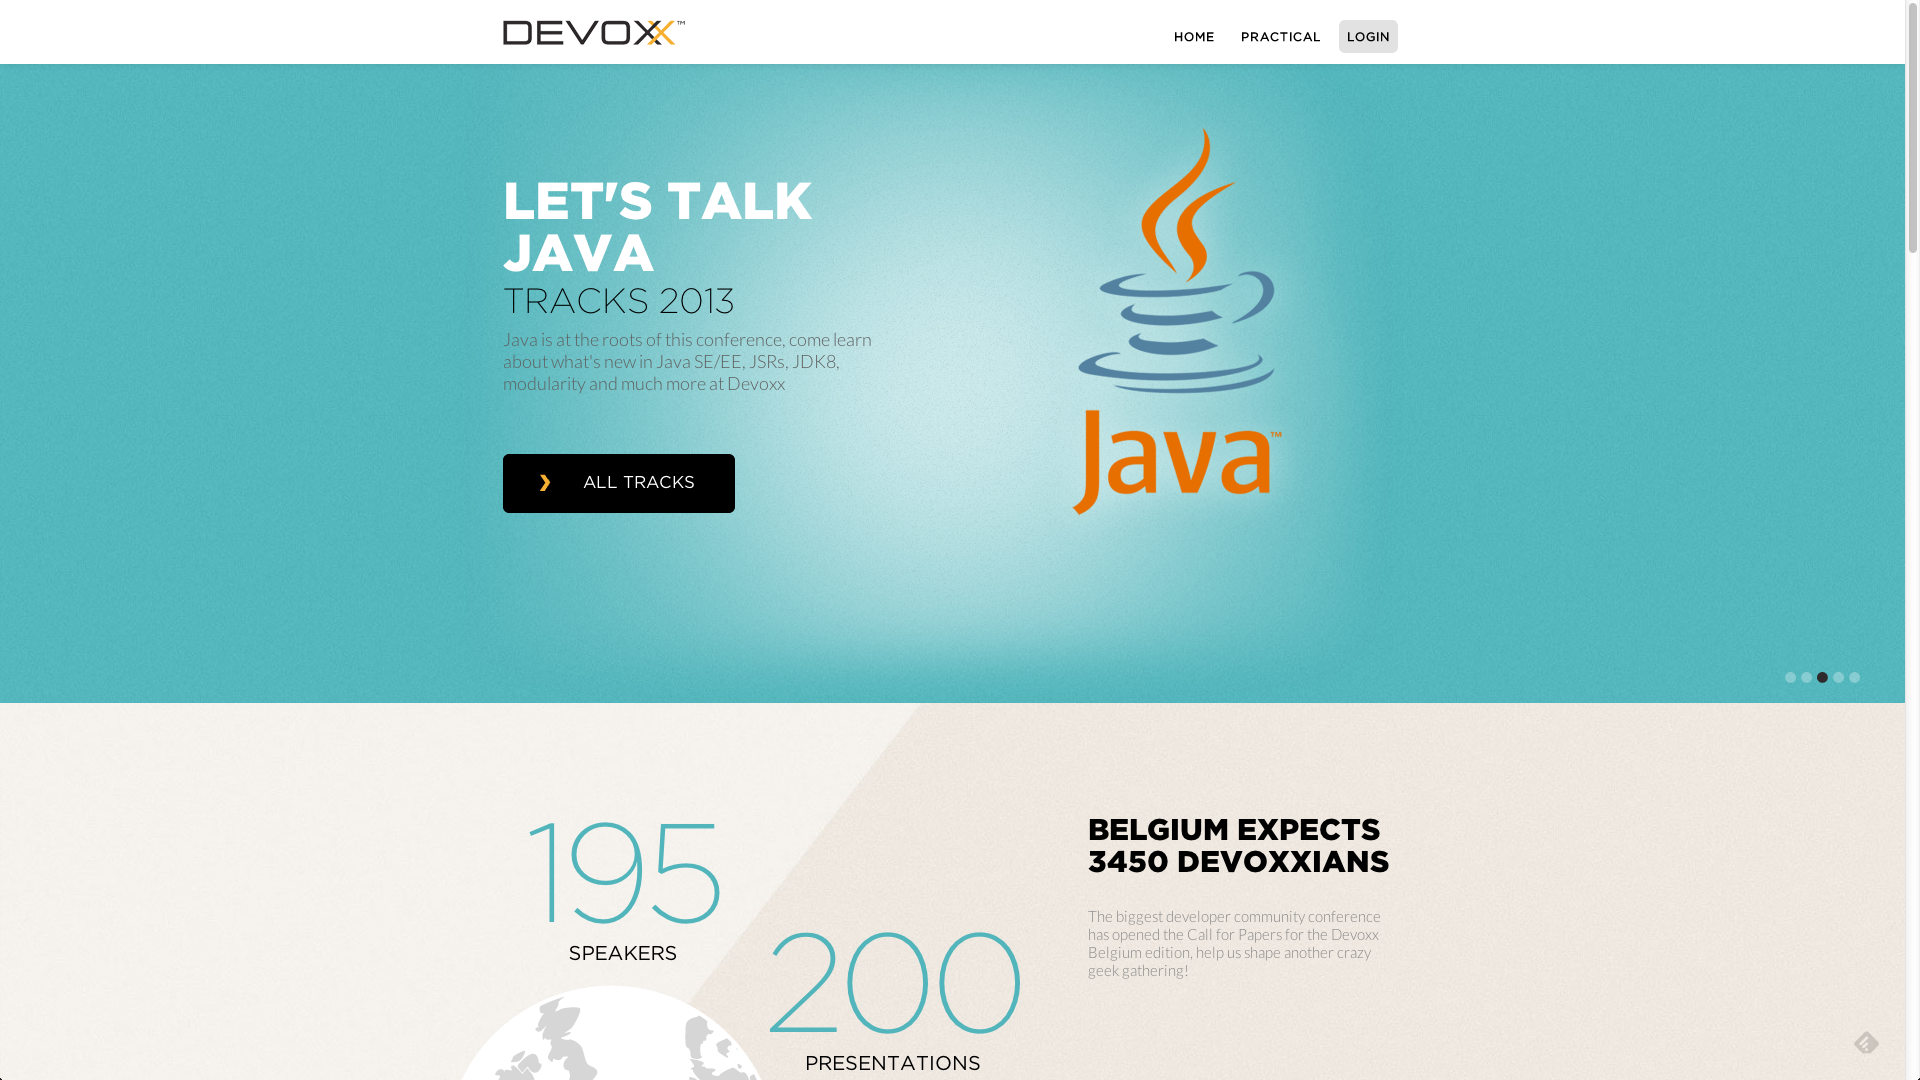 DEVOXX™
HOME PRACTICAL LOGIN
LET'S TALK
JAVA
TRACKS 2013
Java is at the roots of this conference, come learn
about what's new in Java SE/EE, JSRs, JDK8,
modularity and much more at Devoxx
❯ ALL TRACKS
Java™
195
SPEAKERS
200
PRESENTATIONS
BELGIUM EXPECTS
3450 DEVOXXIANS
The biggest developer community conference
has opened the Call for Papers for the Devoxx
Belgium edition, help us shape another crazy
geek gathering!